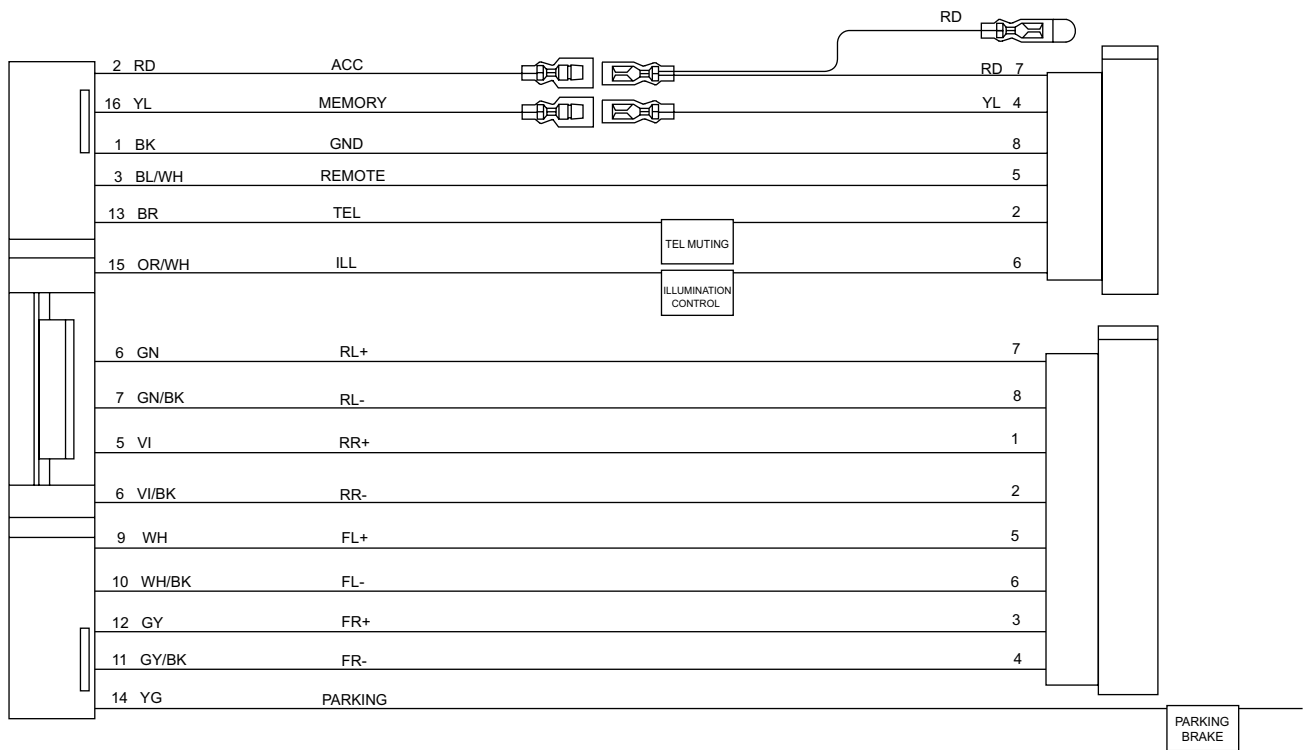 RD
2 RD ACC RD 7
16 YL MEMORY YL 4
1 BK GND 8
3 BL/WH REMOTE 5
13 BR TEL 2
TEL MUTING
15 OR/WH ILL 6
ILLUMINATION
CONTROL
6 GN RL+ 7
7 GN/BK RL- 8
5 VI RR+ 1
6 VI/BK RR- 2
9 WH FL+ 5
10 WH/BK FL- 6
12 GY FR+ 3
11 GY/BK FR- 4
14 YG PARKING
PARKING
BRAKE